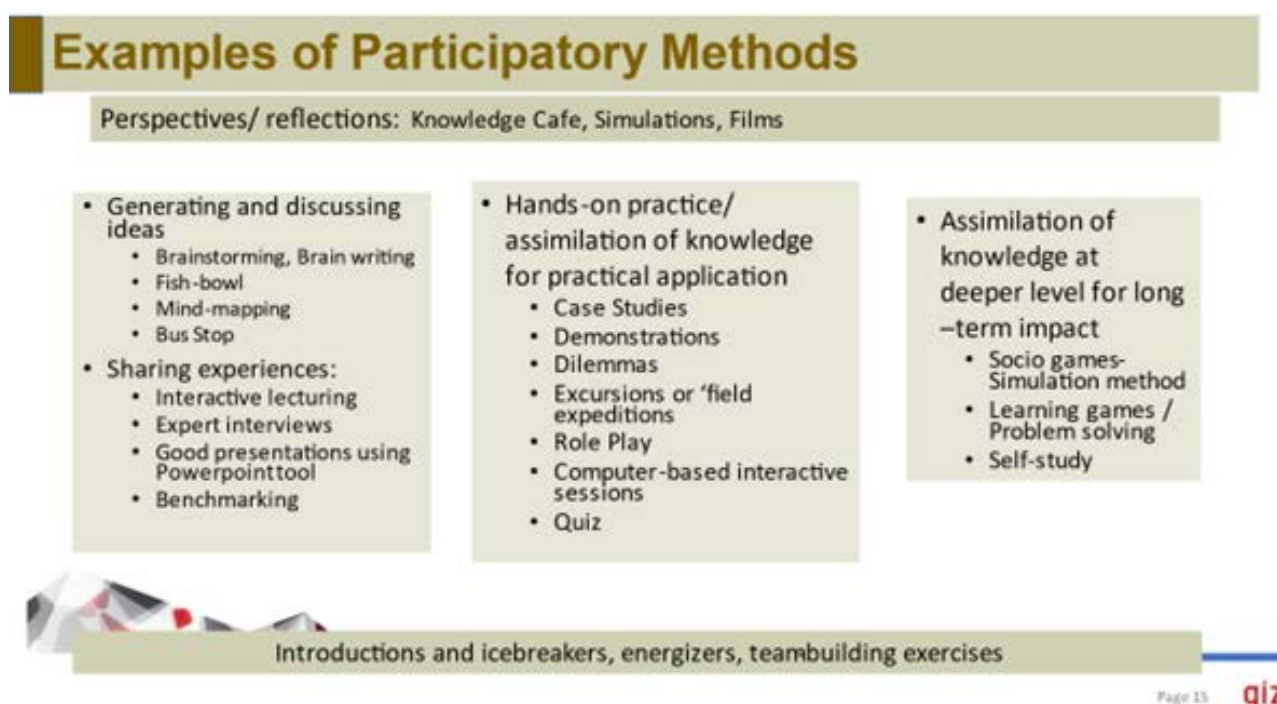 Examples of Participatory Methods
Perspectives/ reflections: Knowledge Cafe, Simulations, Films
• Generating and discussing
ideas
• Brainstorming, Brain writing
• Fish-bowl
• Mind-mapping
• Bus Stop
• Sharing experiences:
• Interactive lecturing
• Expert interviews
• Good presentations using
Powerpointtool
• Benchmarking
• Hands-on practice/
assimilation of knowledge
for practical application
• Case Studies
• Demonstrations
• Dilemmas
• Excursions or ‘field
expeditions
• Role Play
• Computer-based interactive
sessions
• Quiz
• Assimilation of
knowledge at
deeper level for long
–term impact
• Socio games-
Simulation method
• Learning games /
Problem solving
• Self-study
Introductions and icebreakers, energizers, team-building exercises
Page 15
giz